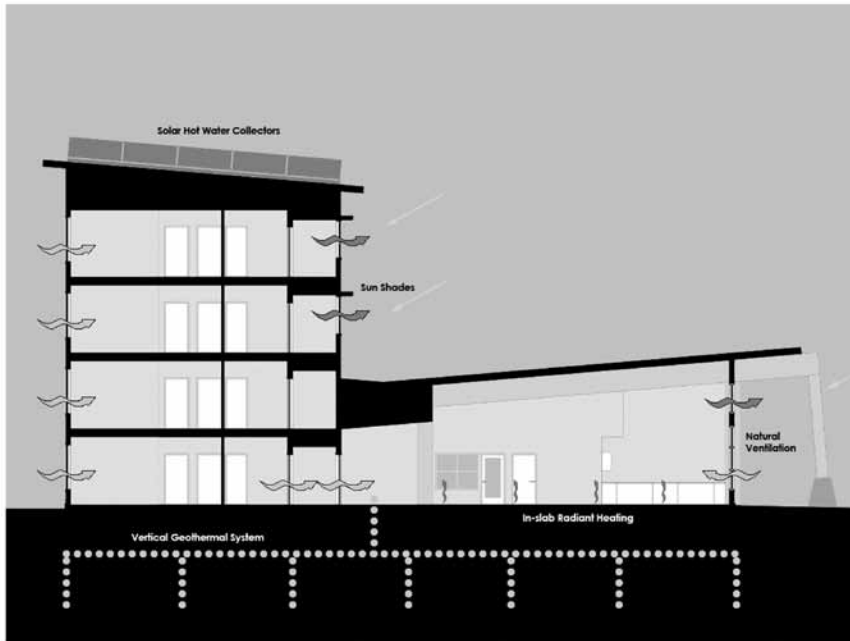 Solar Hot Water Collectors
Sun Shades
Natural
Ventilation
In-slab Radiant Heating
Vertical Geothermal System